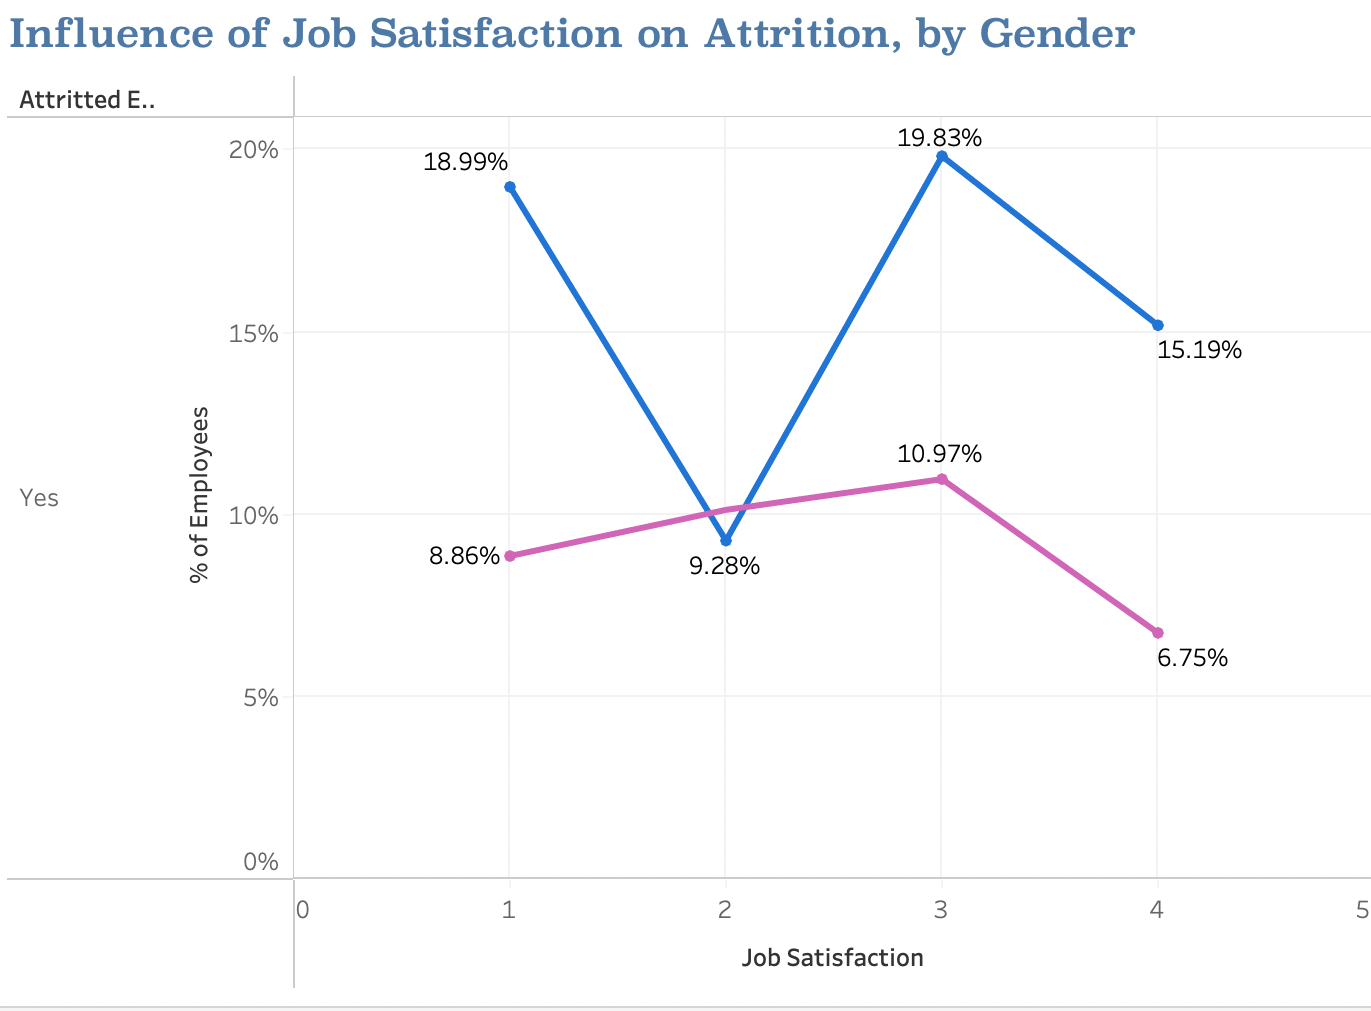 Influence of Job Satisfaction on Attrition, by Gender
Attritted E..
Yes
% of Employees
20%
15%
10%
5%
0%
18.99%
19.83%
15.19%
10.97%
8.86%
9.28%
6.75%
0 1 2 3 4 5
Job Satisfaction